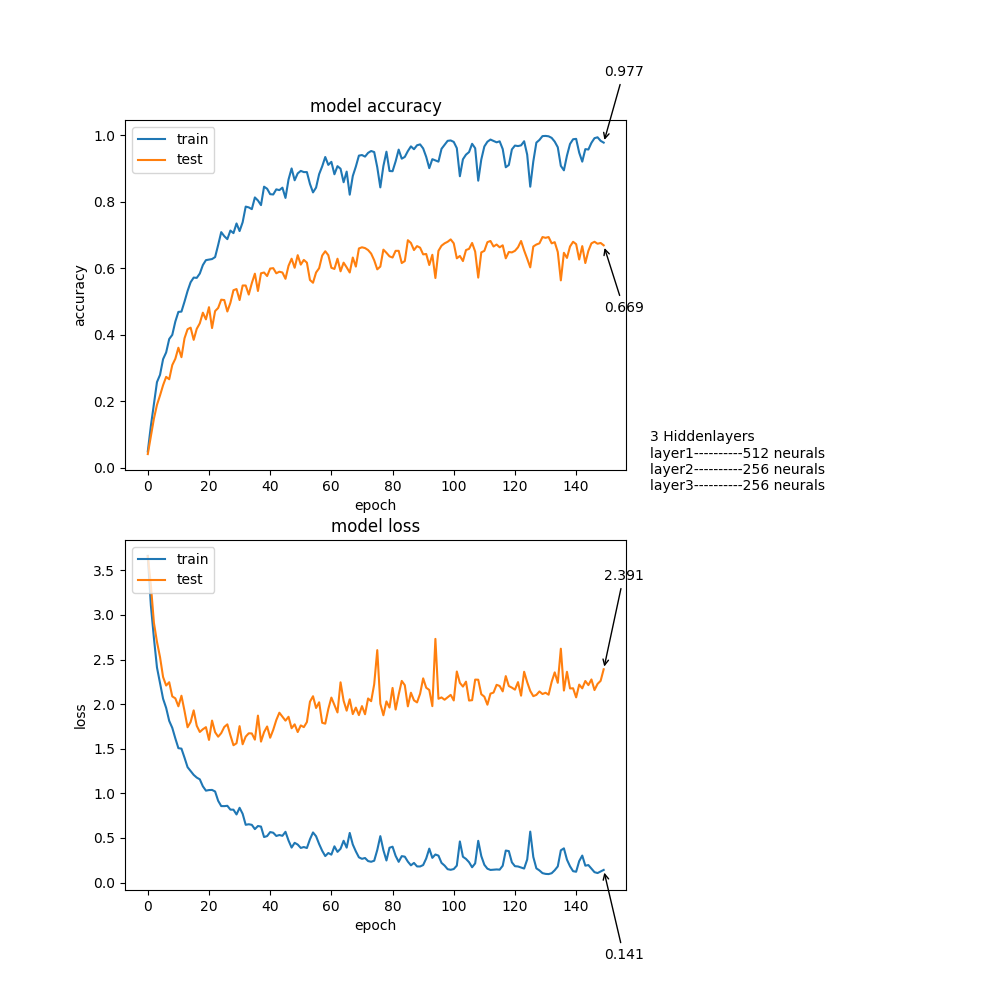 0.977
model accuracy
1.0
0.8
0.6
0.4
0.2
0.0
accuracy
train
test
0.669
0 20 40 60 80 100 120 140
epoch
3 Hiddenlayers
layer1----------512 neurals
layer2----------256 neurals
layer3----------256 neurals
model loss
3.5
3.0
2.5
2.0
1.5
1.0
0.5
0.0
loss
train
test
2.391
0 20 40 60 80 100 120 140
epoch
0.141